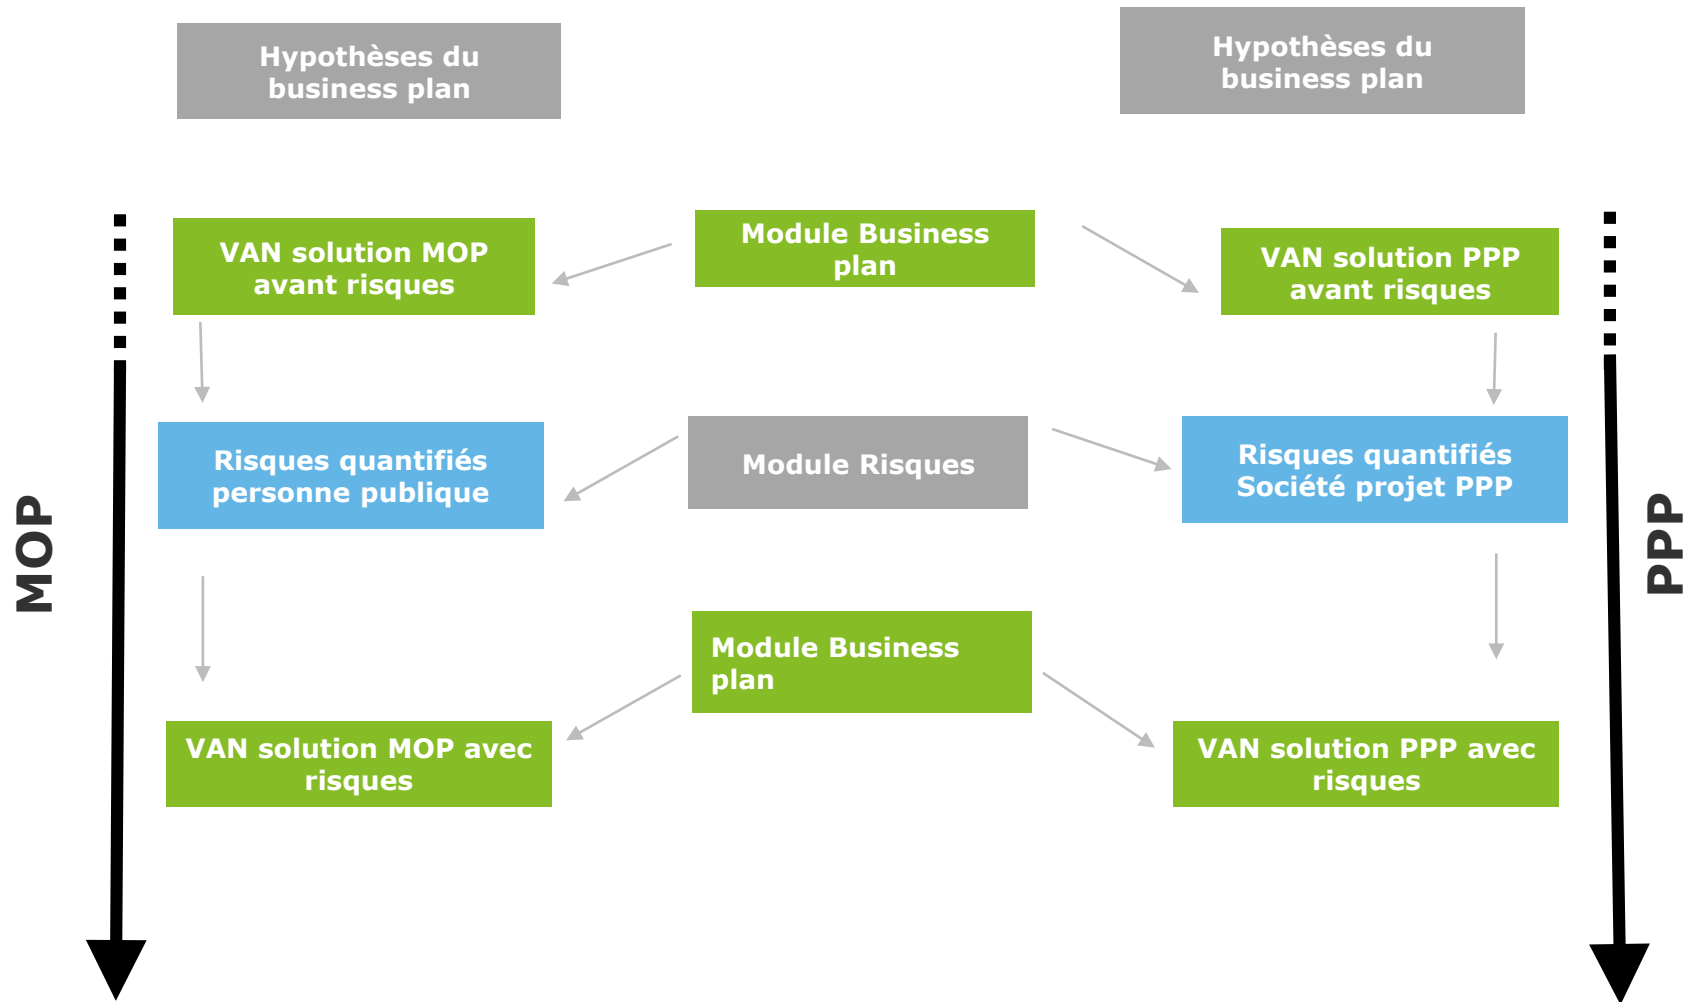 Hypothèses du
business plan
Hypothèses du
business plan
VAN solution MOP
avant risques
Module Business
plan
VAN solution PPP
avant risques
Risques quantifiés
personne publique
Module Risques
Risques quantifiés
Société projet PPP
MOP
PPP
Module Business
plan
VAN solution MOP avec
risques
VAN solution PPP avec
risques